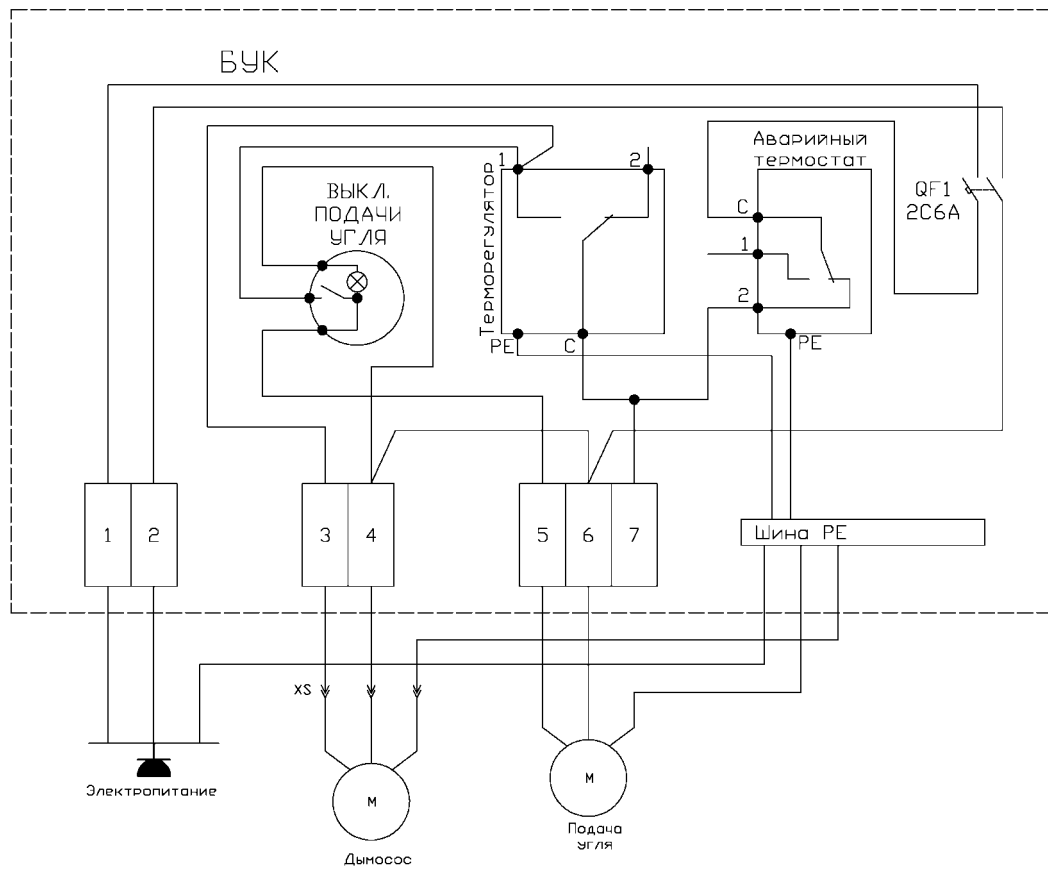 БУК
ВЫКЛ.
ПОДАЧИ
УГЛЯ
Терморегулятор
1
2
PE
C
Аварийный
термостат
C
1
2
PE
QF1
2С6А
1
2
3
4
5
6
7
Шина PE
XS
Электропитание
М
Дымосос
М
Подача
угля